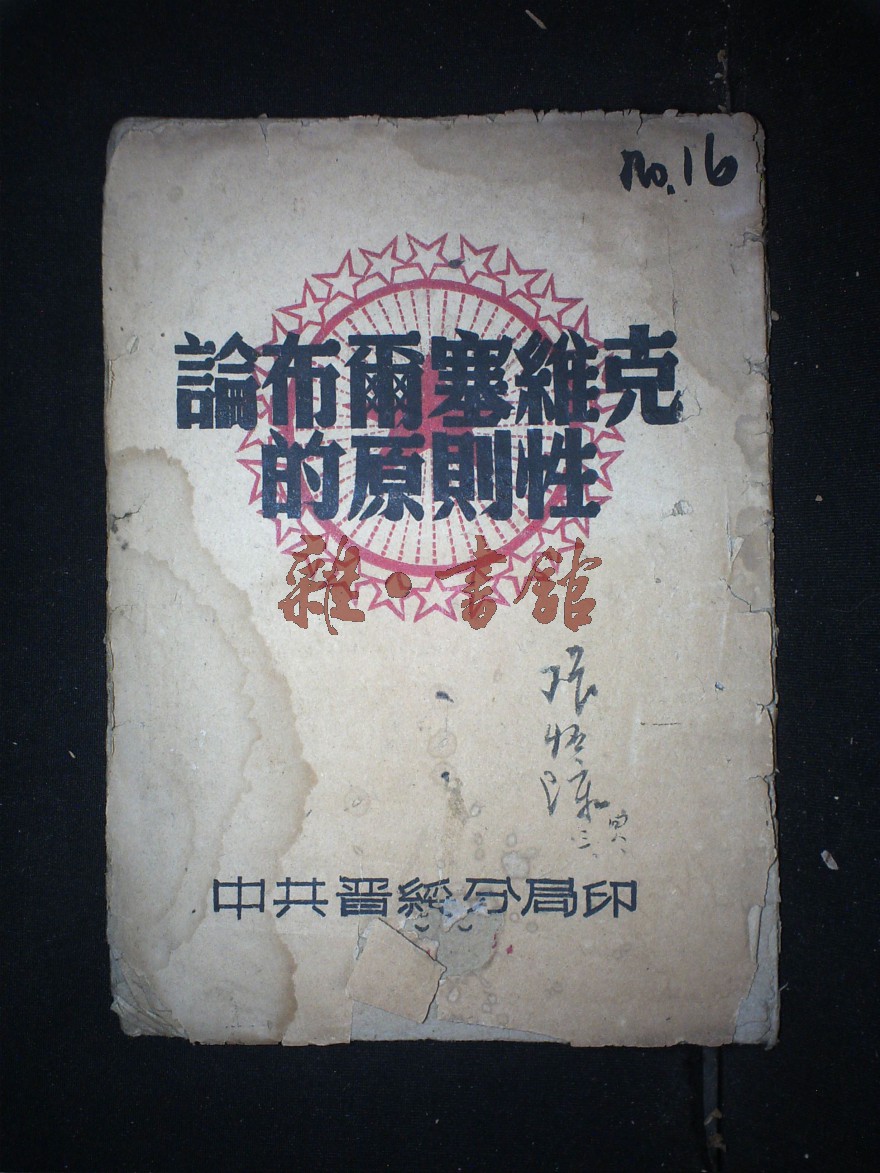 no.16
論布爾塞維克
的原則性
雜·書館
中共晋綏分局印